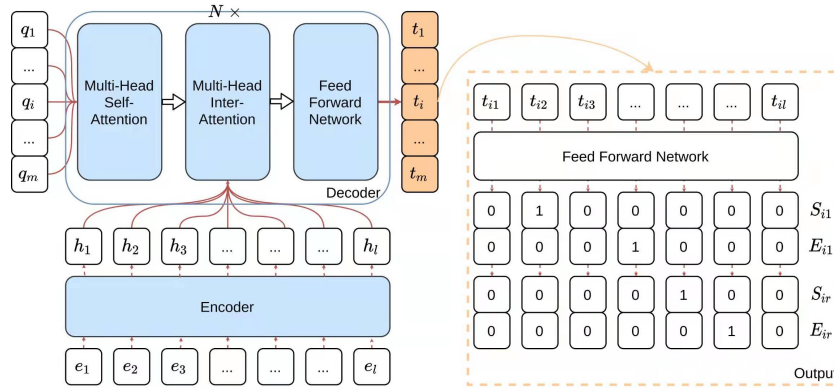 N ×
q1
...
qi
...
qm
Multi-Head
Self-
Attention
Multi-Head
Inter-
Attention
Feed
Forward
Network
Decoder
t1
...
ti
...
tm
h1 h2 h3 ... ... ... hl
Encoder
e1 e2 e3 ... ... ... el
ti1 ti2 ti3 ... ... ... til
Feed Forward Network
0 1 0 0 0 0 0 Si1
0 0 0 1 0 0 0 Ei1
0 0 0 0 1 0 0 Sir
0 0 0 0 0 1 0 Eir
Output